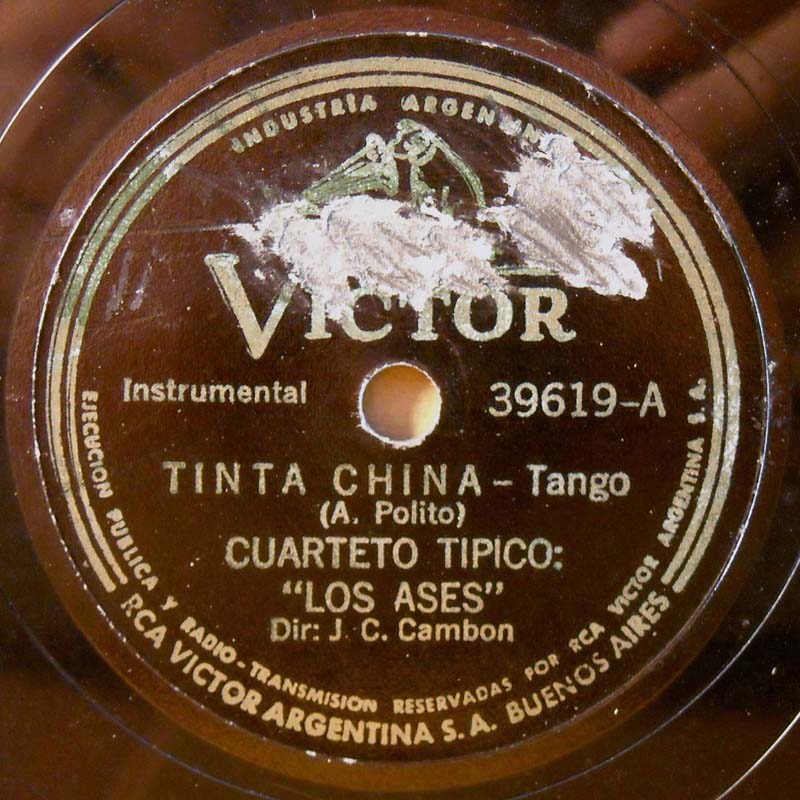 INDUSTRIA ARGENTINA
VICTOR
Instrumental
39619-A
TINTA CHINA - Tango
(A. Polito)
CUARTETO TIPICO:
"LOS ASES"
Dir: J. C. Cambon
EJECUCION PUBLICA Y RADIO-TRANSMISION RESERVADAS POR RCA VICTOR ARGENTINA S. A.
RCA VICTOR ARGENTINA S. A. BUENOS AIRES